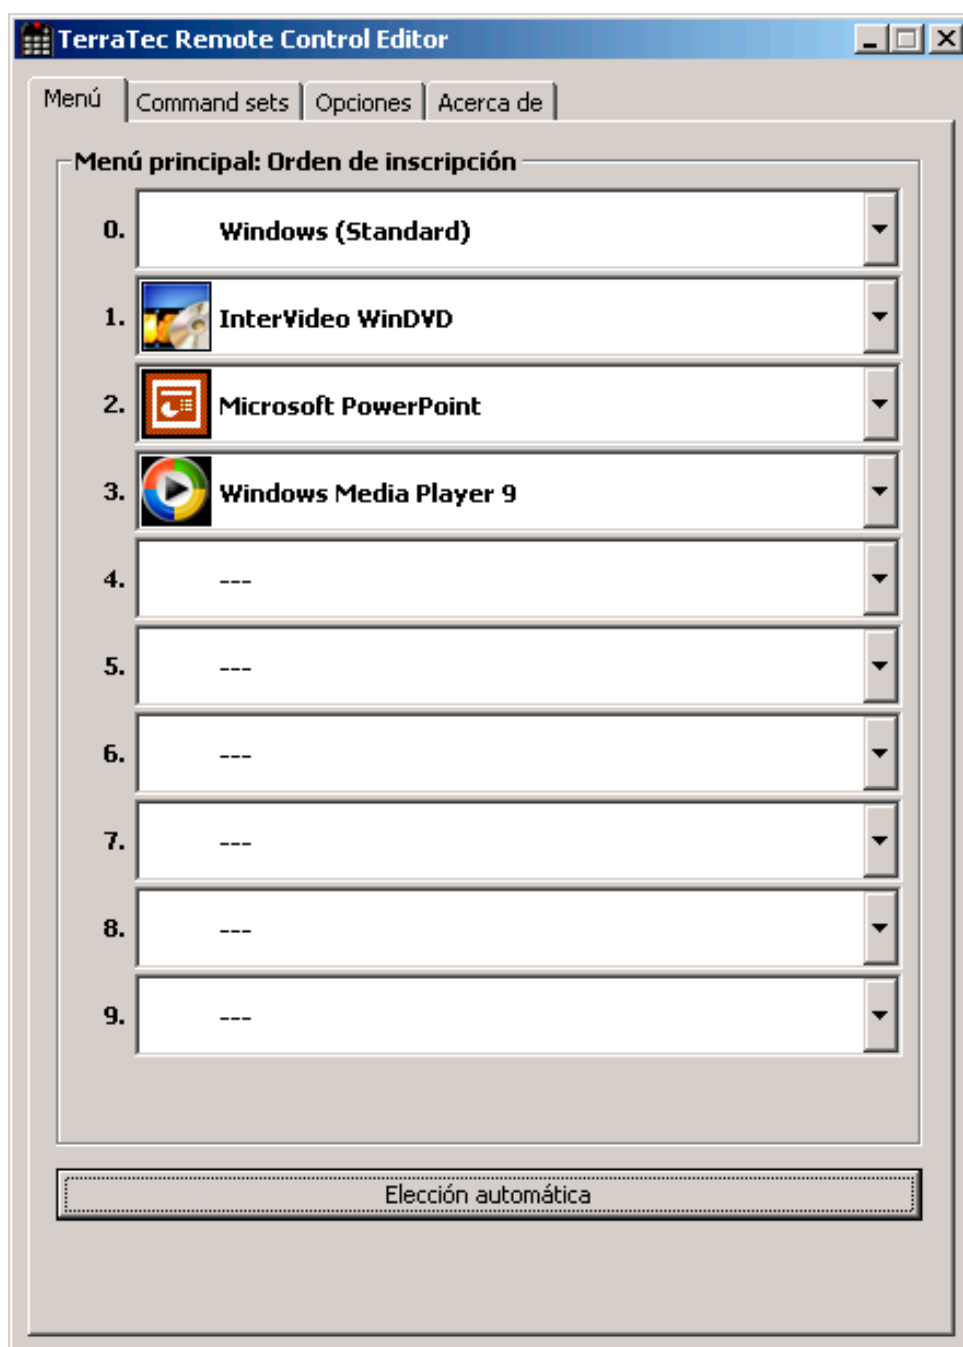 TerraTec Remote Control Editor
Menú Command sets Opciones Acerca de
Menú principal: Orden de inscripción
0. Windows (Standard)
1. InterVideo WinDVD
2. Microsoft PowerPoint
3. Windows Media Player 9
4. ---
5. ---
6. ---
7. ---
8. ---
9. ---
Elección automática